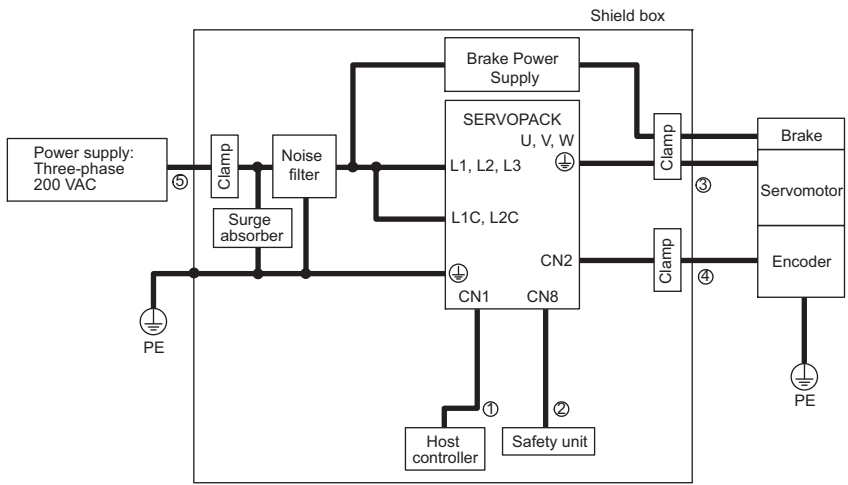 Shield box
Brake Power
Supply
SERVOPACK
U, V, W
Clamp
Brake
Power supply:
Three-phase
200 VAC
⑤
Clamp
Noise
filter
L1, L2, L3
③
Servomotor
Surge
absorber
L1C, L2C
CN2
Clamp
④
Encoder
CN1
CN8
PE
PE
①
②
Host
controller
Safety unit